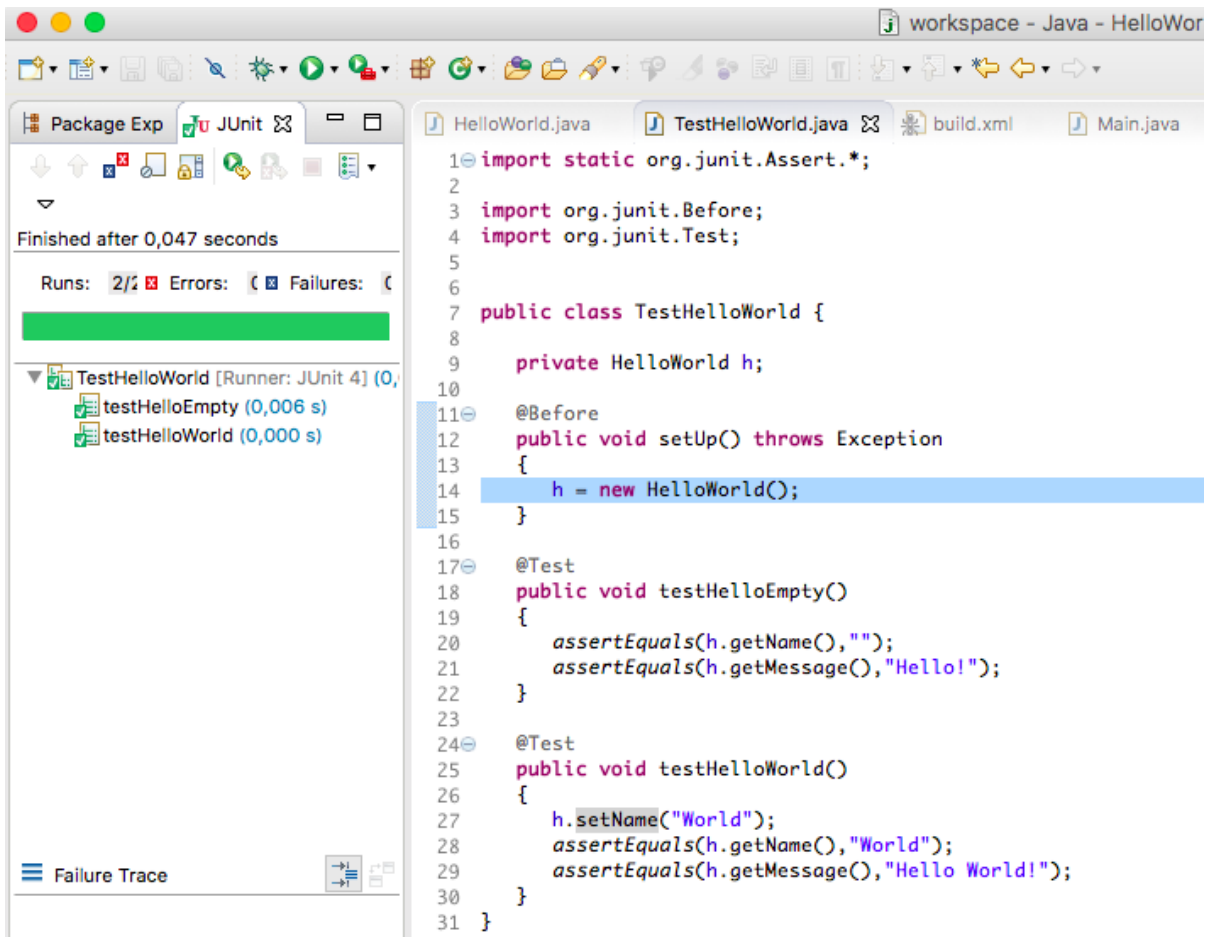 workspace - Java - HelloWor
Package Exp JUnit
HelloWorld.java TestHelloWorld.java build.xml Main.java
Finished after 0,047 seconds
Runs: 2/2 Errors: Failures:
TestHelloWorld [Runner: JUnit 4] (0,
testHelloEmpty (0,006 s)
testHelloWorld (0,000 s)
Failure Trace
1 import static org.junit.Assert.*;
2
3 import org.junit.Before;
4 import org.junit.Test;
5
6
7 public class TestHelloWorld {
8
9 private HelloWorld h;
10
11 @Before
12 public void setUp() throws Exception
13 {
14 h = new HelloWorld();
15 }
16
17 @Test
18 public void testHelloEmpty()
19 {
20 assertEquals(h.getName(),"");
21 assertEquals(h.getMessage(),"Hello!");
22 }
23
24 @Test
25 public void testHelloWorld()
26 {
27 h.setName("World");
28 assertEquals(h.getName(),"World");
29 assertEquals(h.getMessage(),"Hello World!");
30 }
31 }